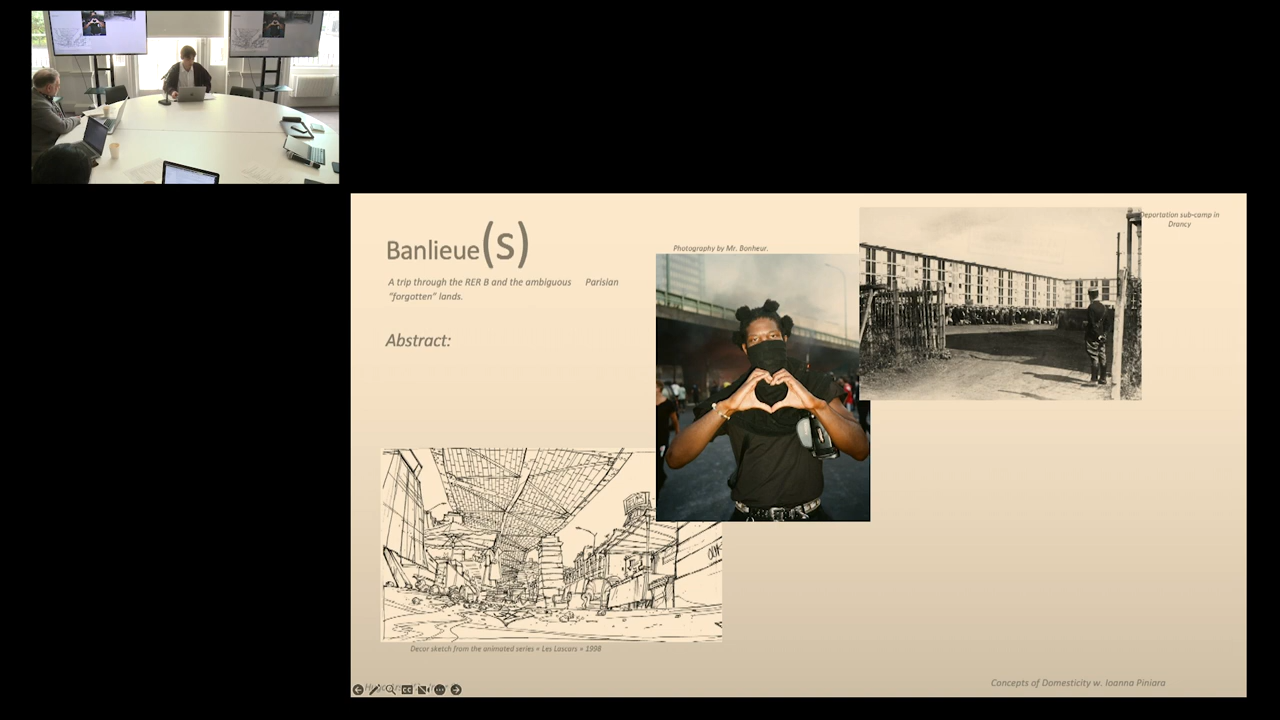 Banlieue(s)
A trip through the RER B and the ambiguous Parisian
"forgotten" lands.
Abstract:
Photography by Mr. Bonheur.
Deportation sub-camp in
Drancy
Decor sketch from the animated series « Les Lascars » 1998
Concepts of Domesticity w. Ioanna Piniara